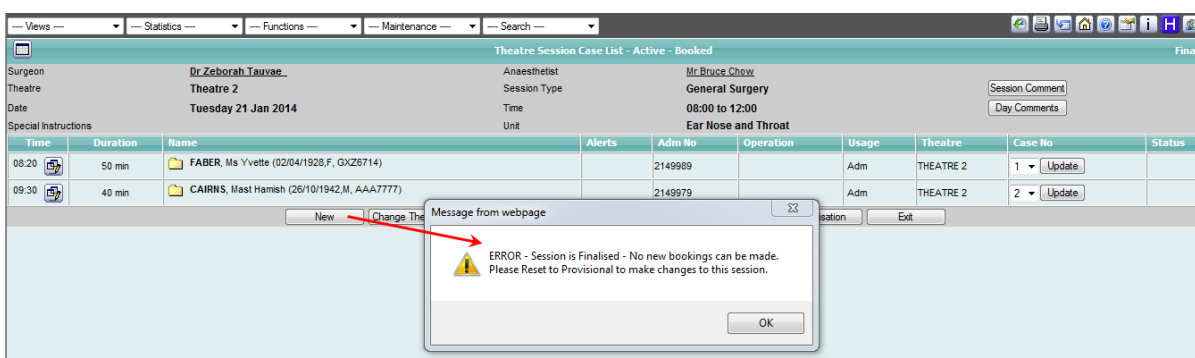 ---- Views ---- ---- Statistics ---- ---- Functions ---- ---- Maintenance ---- ---- Search ----
Theatre Session Case List - Active - Booked Fina
Surgeon Dr Zeborah Tauvae Anaesthetist Mr Bruce Chow
Theatre Theatre 2 Session Type General Surgery Session Comment
Date Tuesday 21 Jan 2014 Time 08:00 to 12:00 Day Comments
Special Instructions Unit Ear Nose and Throat
Time Duration Name Alerts Adm No Operation Usage Theatre Case No Status
08:20 50 min FABER, Ms Yvette (02/04/1928,F, GXZ6714) 2149989 Adm THEATRE 2 1 Update
09:30 40 min CAIRNS, Mast Hamish (26/10/1942,M, AAA7777) 2149979 Adm THEATRE 2 2 Update
New Change The isation Exit
Message from webpage
ERROR - Session is Finalised - No new bookings can be made.
Please Reset to Provisional to make changes to this session.
OK